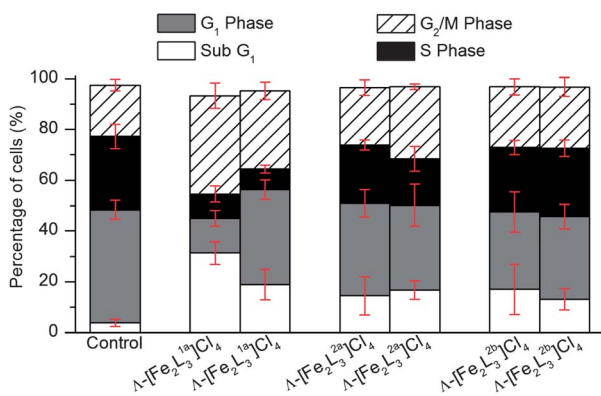 G₁ Phase
G₂/M Phase
Sub G₁
S Phase
Percentage of cells (%)
100
80
60
40
20
0
Control
Λ-[Fe₂L₃¹ᵃ]Cl₄
Λ-[Fe₂L₃¹ᵃ]Cl₄
Λ-[Fe₂L₃²ᵃ]Cl₄
Λ-[Fe₂L₃²ᵃ]Cl₄
Λ-[Fe₂L₃²ᵇ]Cl₄
Λ-[Fe₂L₃²ᵇ]Cl₄